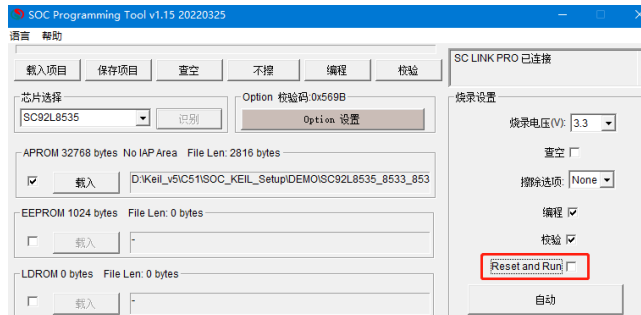 SOC Programming Tool v1.15 20220325
语言 帮助
载入项目 保存项目 查空 不擦 编程 校验
SC LINK PRO 已连接
芯片选择
SC92L8535 识别
Option 校验码:0x569B
Option 设置
烧录设置
烧录电压(V): 3.3
查空
擦除选项: None
编程
校验
Reset and Run
自动
APROM 32768 bytes No IAP Area File Len: 2816 bytes
载入 D:\Keil_v5\C51\SOC_KEIL_Setup\DEMO\SC92L8535_8533_853
EEPROM 1024 bytes File Len: 0 bytes
载入 -
LDROM 0 bytes File Len: 0 bytes
载入 -